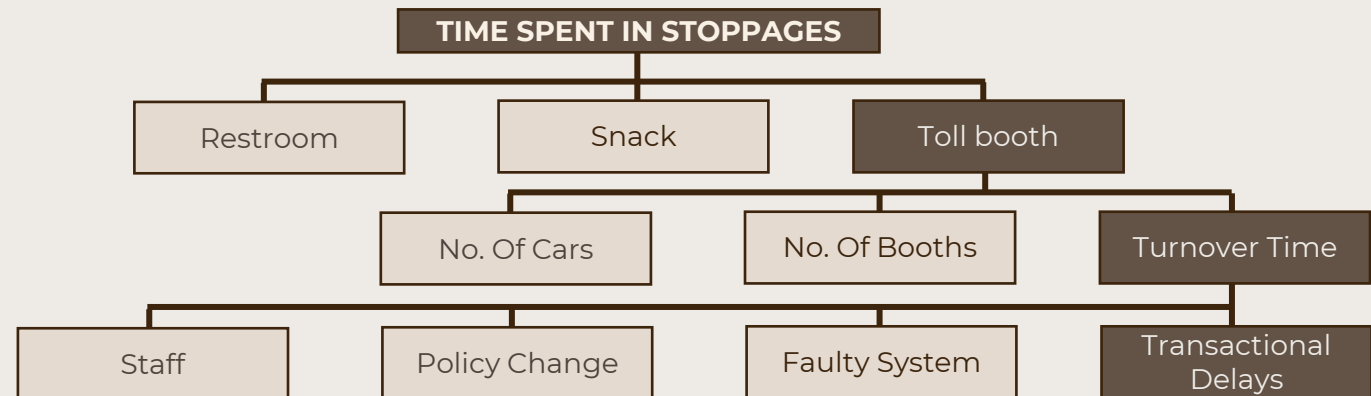 TIME SPENT IN STOPPAGES
Restroom
Snack
Toll booth
No. Of Cars
No. Of Booths
Turnover Time
Staff
Policy Change
Faulty System
Transactional
Delays